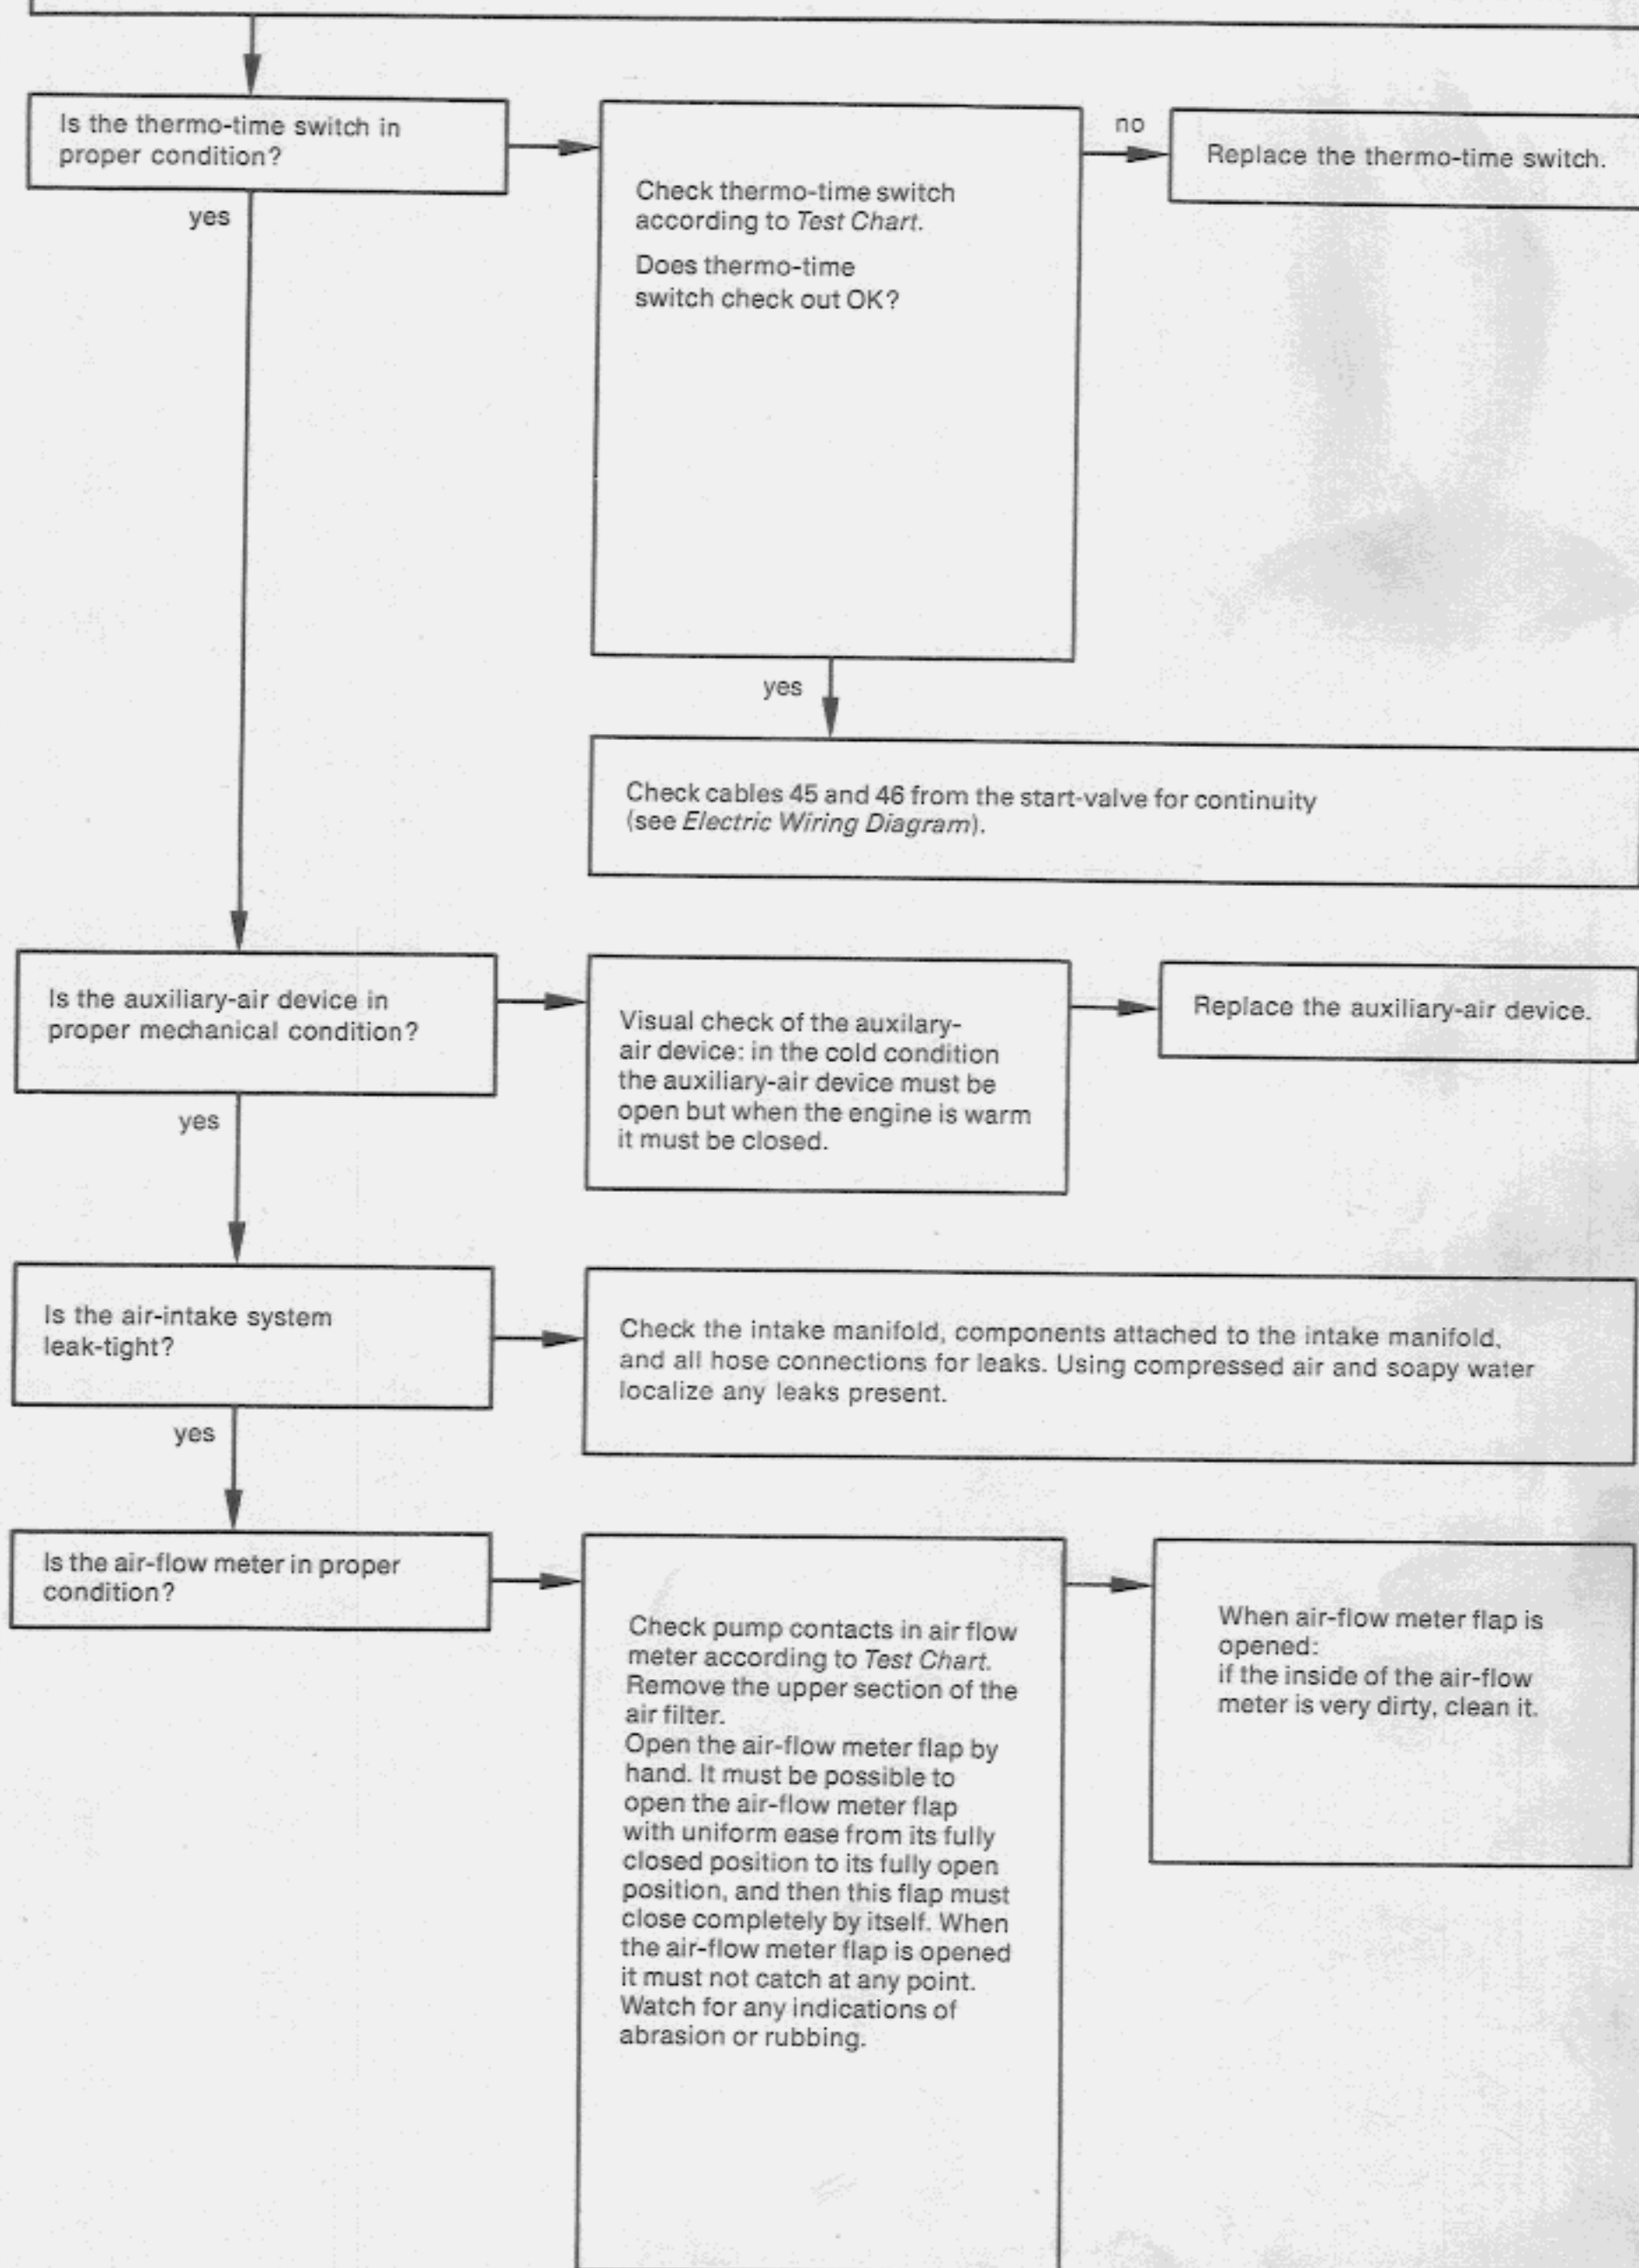 Is the thermo-time switch in
proper condition?
yes
Check thermo-time switch
according to Test Chart.
Does thermo-time
switch check out OK?
no
Replace the thermo-time switch.
yes
Check cables 45 and 46 from the start-valve for continuity
(see Electric Wiring Diagram).
Is the auxiliary-air device in
proper mechanical condition?
yes
Visual check of the auxilary-
air device: in the cold condition
the auxiliary-air device must be
open but when the engine is warm
it must be closed.
Replace the auxiliary-air device.
Is the air-intake system
leak-tight?
yes
Check the intake manifold, components attached to the intake manifold,
and all hose connections for leaks. Using compressed air and soapy water
localize any leaks present.
Is the air-flow meter in proper
condition?
Check pump contacts in air flow
meter according to Test Chart.
Remove the upper section of the
air filter.
Open the air-flow meter flap by
hand. It must be possible to
open the air-flow meter flap
with uniform ease from its fully
closed position to its fully open
position, and then this flap must
close completely by itself. When
the air-flow meter flap is opened
it must not catch at any point.
Watch for any indications of
abrasion or rubbing.
When air-flow meter flap is
opened:
if the inside of the air-flow
meter is very dirty, clean it.